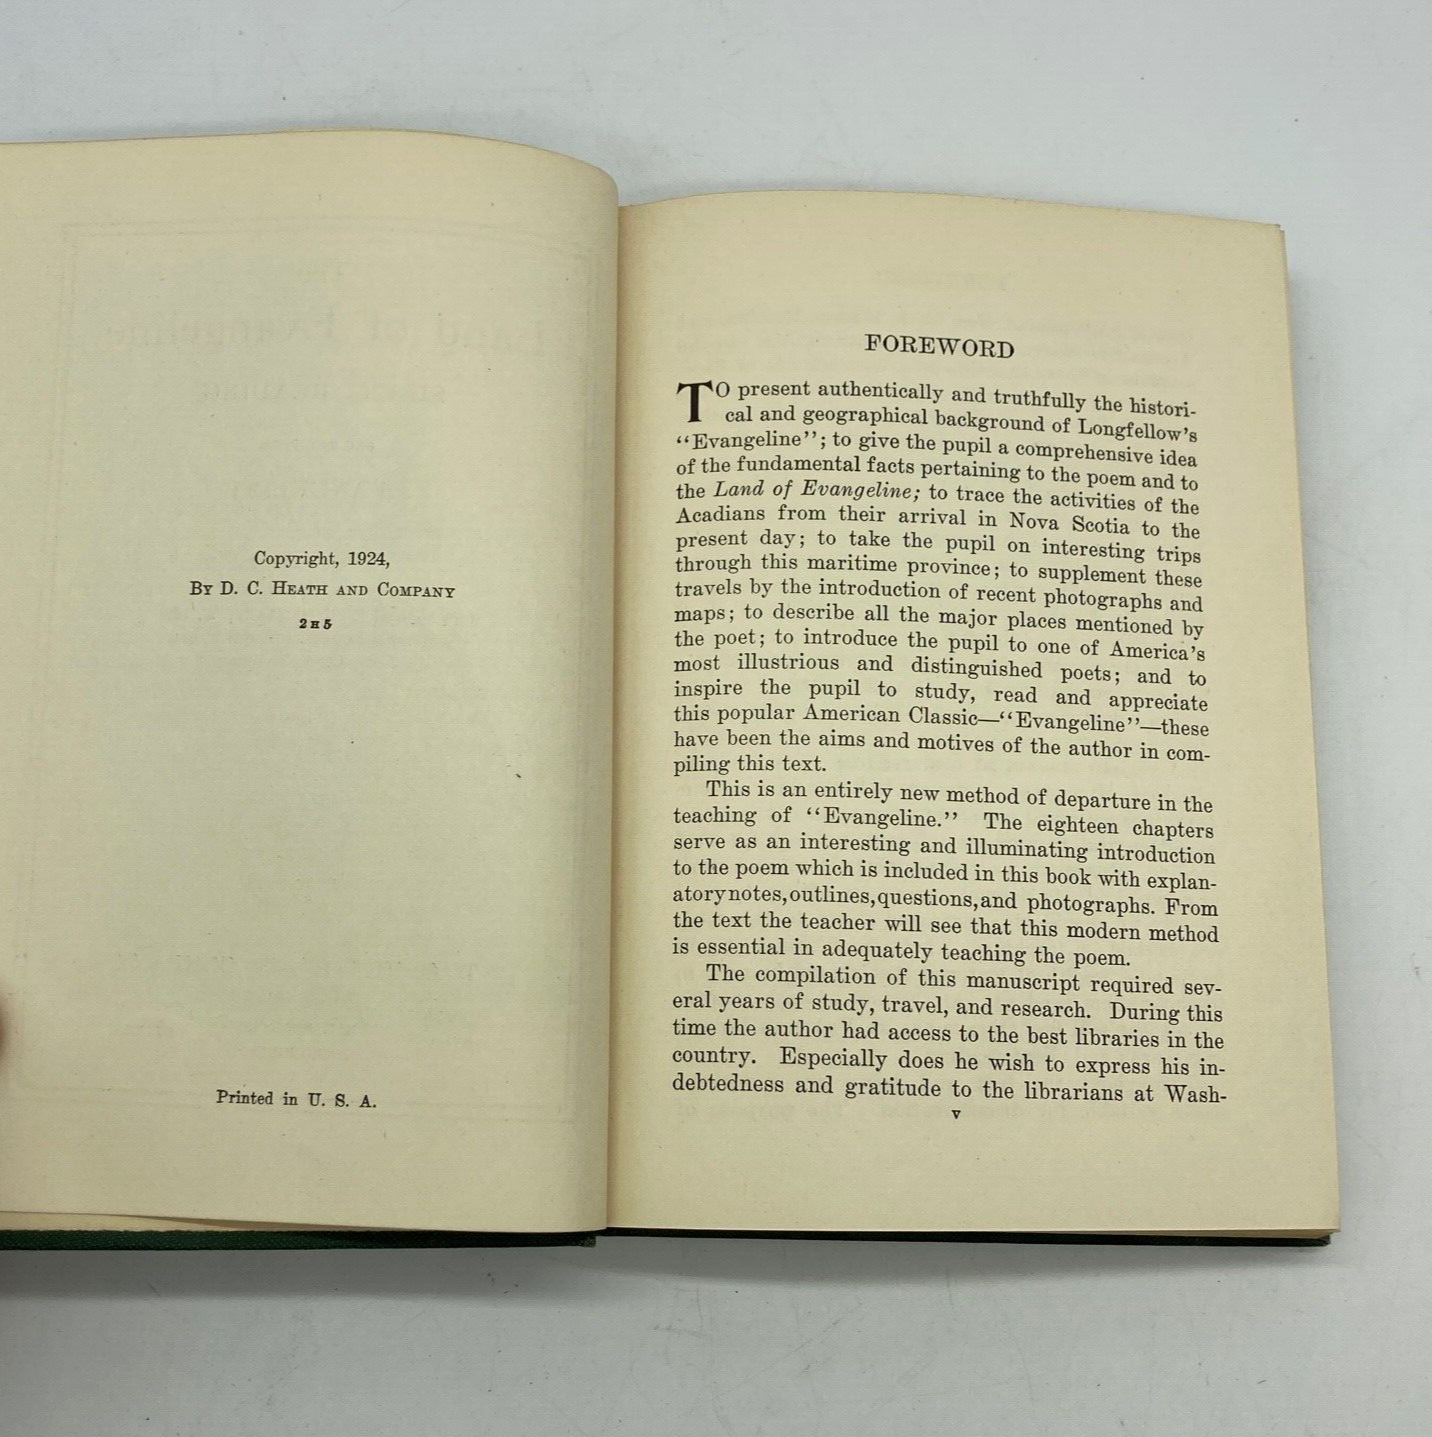 Copyright, 1924,
By D. C. Heath and Company
2 H 5
Printed in U. S. A.
FOREWORD
TO present authentically and truthfully the histori-
cal and geographical background of Longfellow's
"Evangeline"; to give the pupil a comprehensive idea
of the fundamental facts pertaining to the poem and to
the Land of Evangeline; to trace the activities of the
Acadians from their arrival in Nova Scotia to the
present day; to take the pupil on interesting trips
through this maritime province; to supplement these
travels by the introduction of recent photographs and
maps; to describe all the major places mentioned by
the poet; to introduce the pupil to one of America's
most illustrious and distinguished poets; and to
inspire the pupil to study, read and appreciate
this popular American Classic—"Evangeline"—these
have been the aims and motives of the author in com-
piling this text.
This is an entirely new method of departure in the
teaching of "Evangeline." The eighteen chapters
serve as an interesting and illuminating introduction
to the poem which is included in this book with explan-
atory notes, outlines, questions, and photographs. From
the text the teacher will see that this modern method
is essential in adequately teaching the poem.
The compilation of this manuscript required sev-
eral years of study, travel, and research. During this
time the author had access to the best libraries in the
country. Especially does he wish to express his in-
debtedness and gratitude to the librarians at Wash-
v